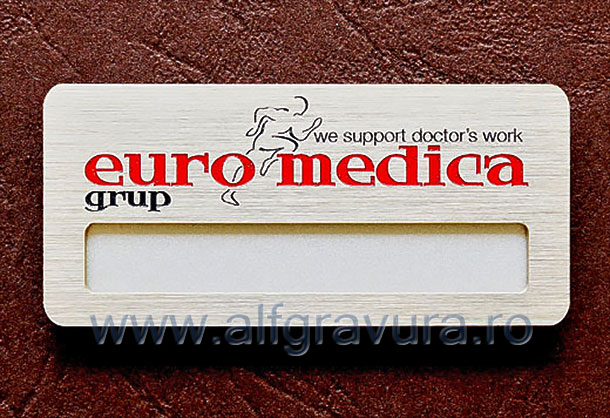 we support doctor's work
euro medica
grup
www.alfgravura.ro